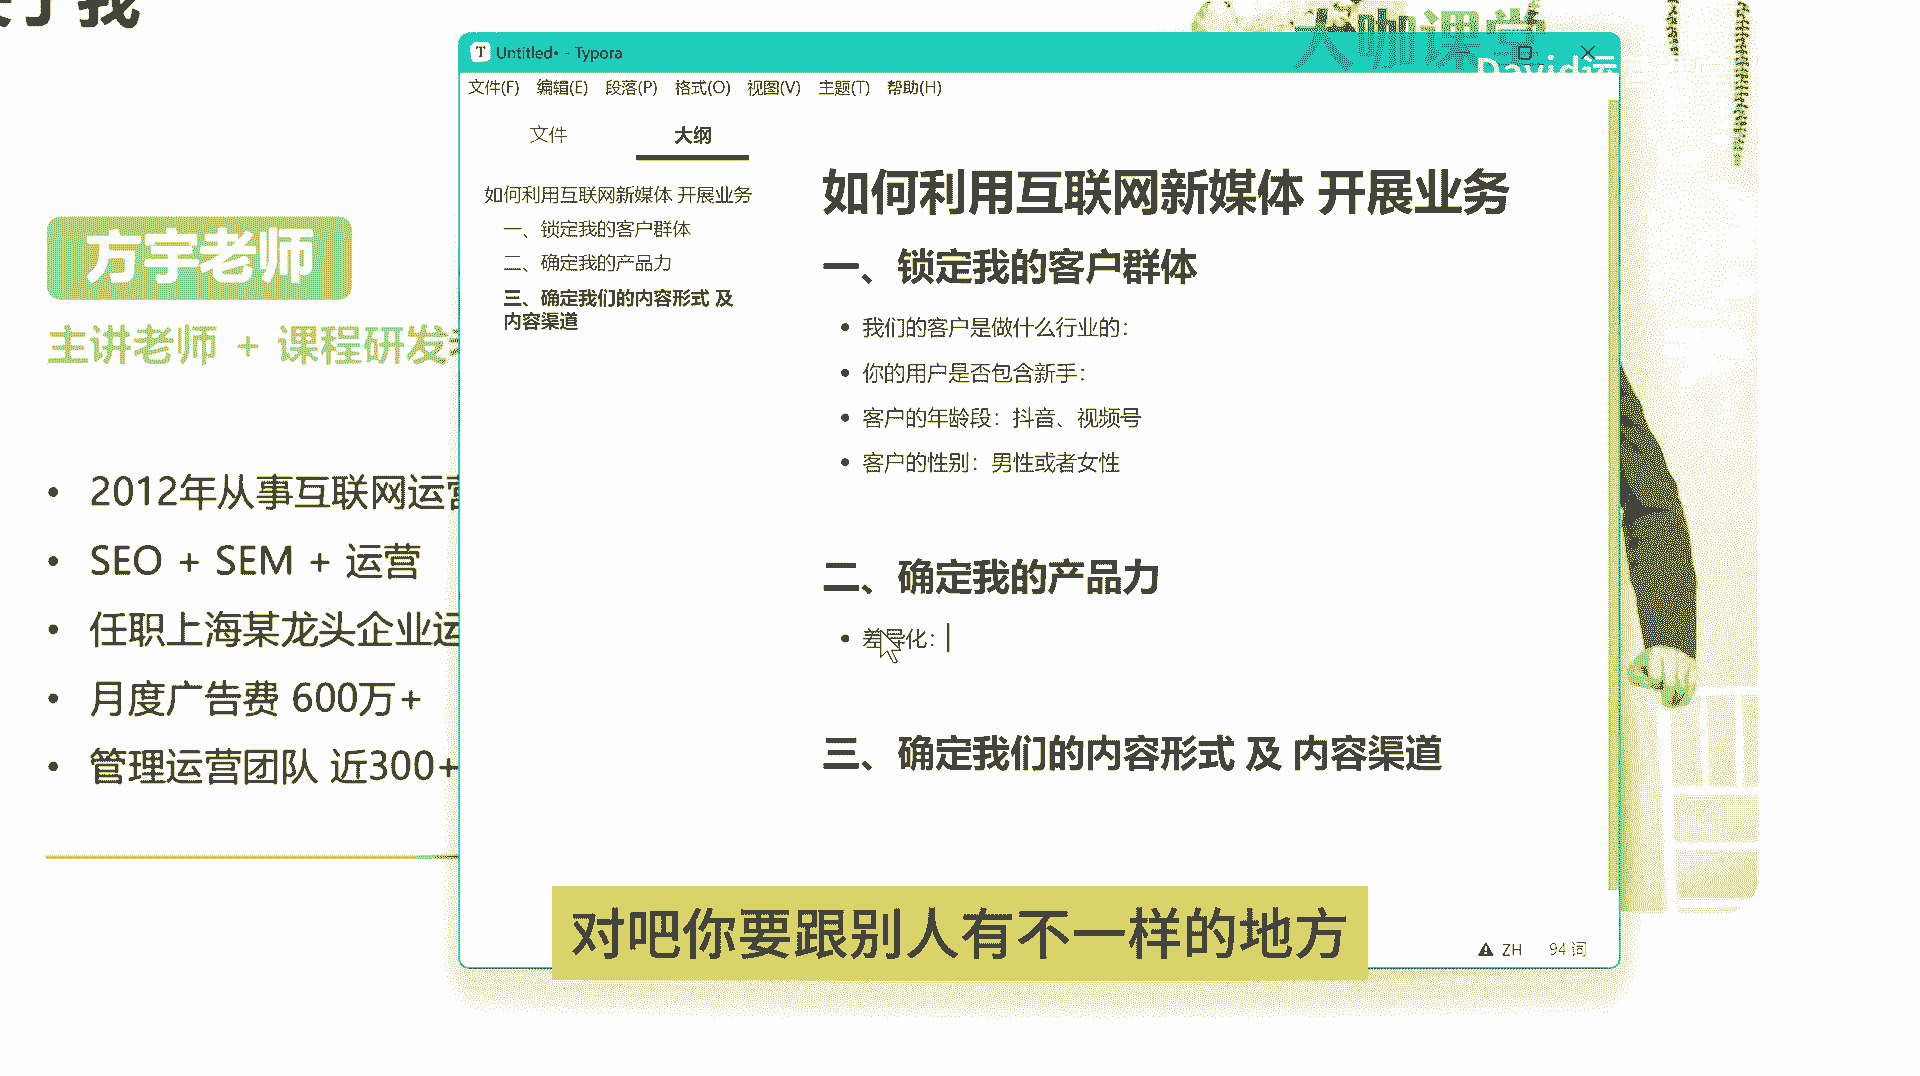 大咖课堂
Untitled• - Typora
文件(F) 编辑(E) 段落(P) 格式(O) 视图(V) 主题(T) 帮助(H)
文件 大纲
如何利用互联网新媒体 开展业务
一、锁定我的客户群体
二、确定我的产品力
三、确定我们的内容形式 及
内容渠道
如何利用互联网新媒体 开展业务
一、锁定我的客户群体
• 我们的客户是做什么行业的：
• 你的用户是否包含新手：
• 客户的年龄段：抖音、视频号
• 客户的性别：男性或者女性
二、确定我的产品力
• 差异化：
三、确定我们的内容形式 及 内容渠道
ZH 94 词
方宇老师
主讲老师 + 课程研发
• 2012年从事互联网运营
• SEO + SEM + 运营
• 任职上海某龙头企业运
• 月度广告费 600万+
• 管理运营团队 近300+
对吧你要跟别人有不一样的地方